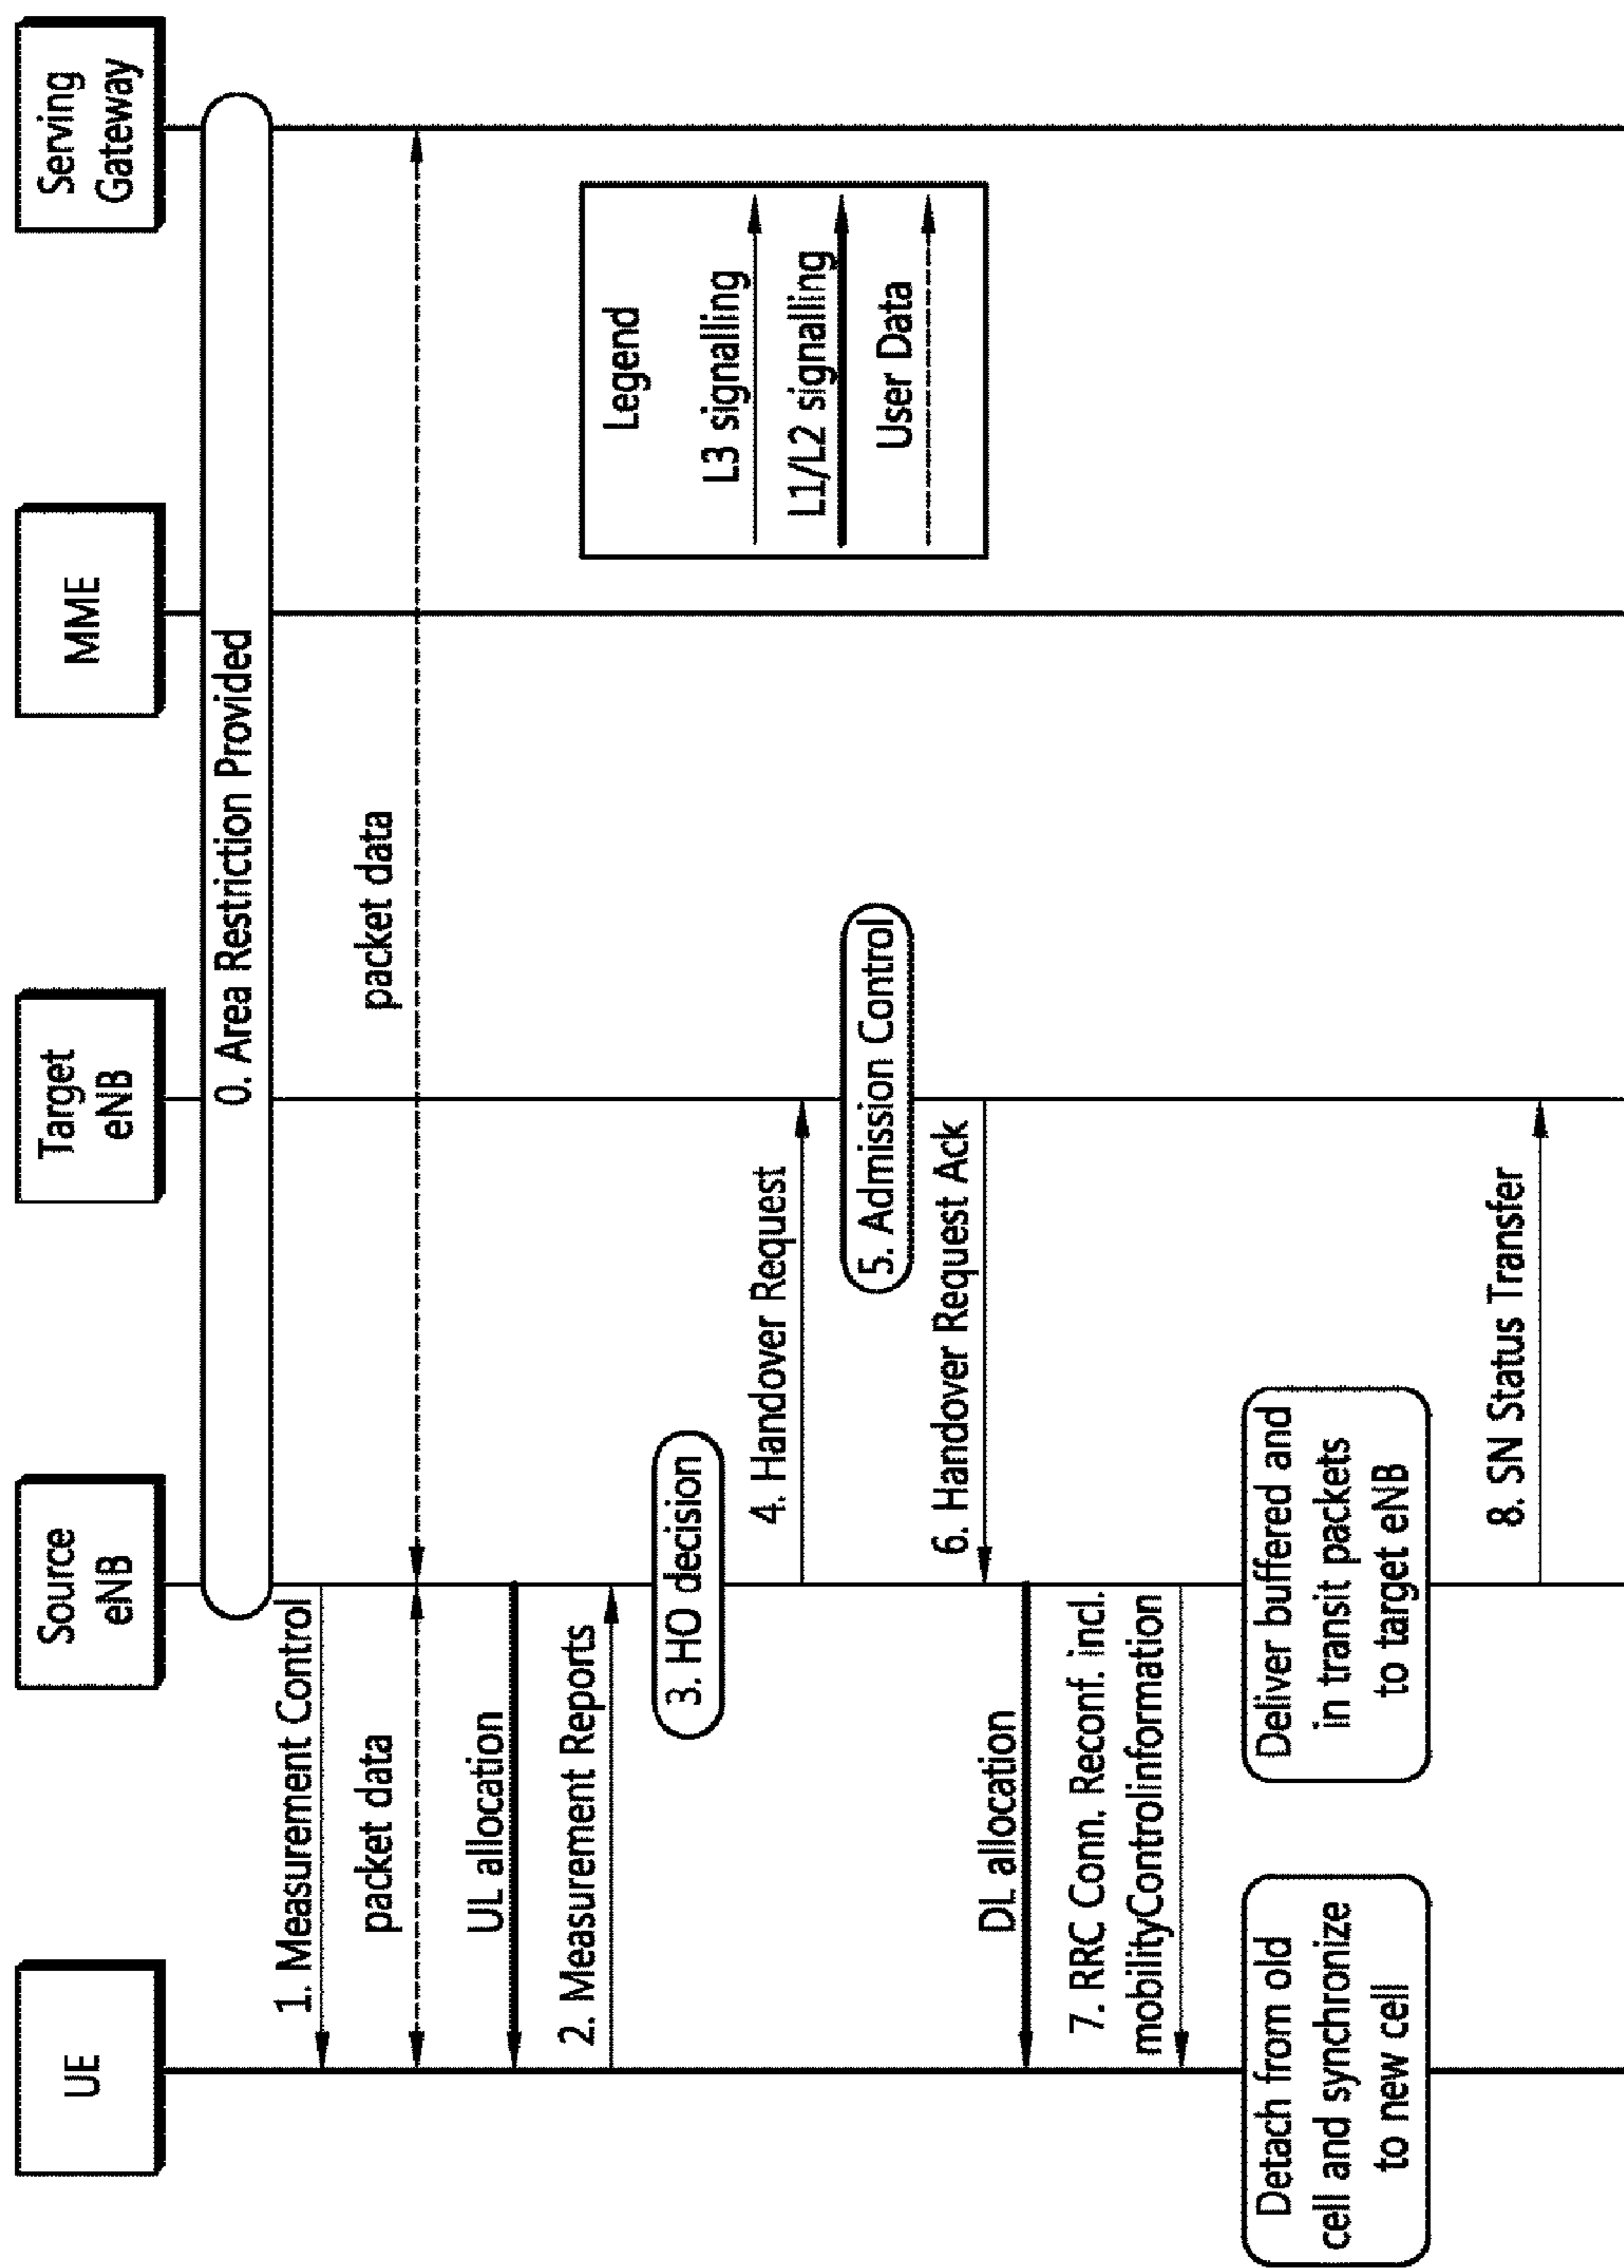 UE
Source
eNB
Target
eNB
MME
Serving
Gateway
0. Area Restriction Provided
1. Measurement Control
packet data
packet data
UL allocation
2. Measurement Reports
3. HO decision
4. Handover Request
5. Admission Control
6. Handover Request Ack
DL allocation
7. RRC Conn. Reconf. incl.
mobilityControlinformation
Detach from old
cell and synchronize
to new cell
Deliver buffered and
in transit packets
to target eNB
8. SN Status Transfer
Legend
L3 signalling
L1/L2 signalling
User Data